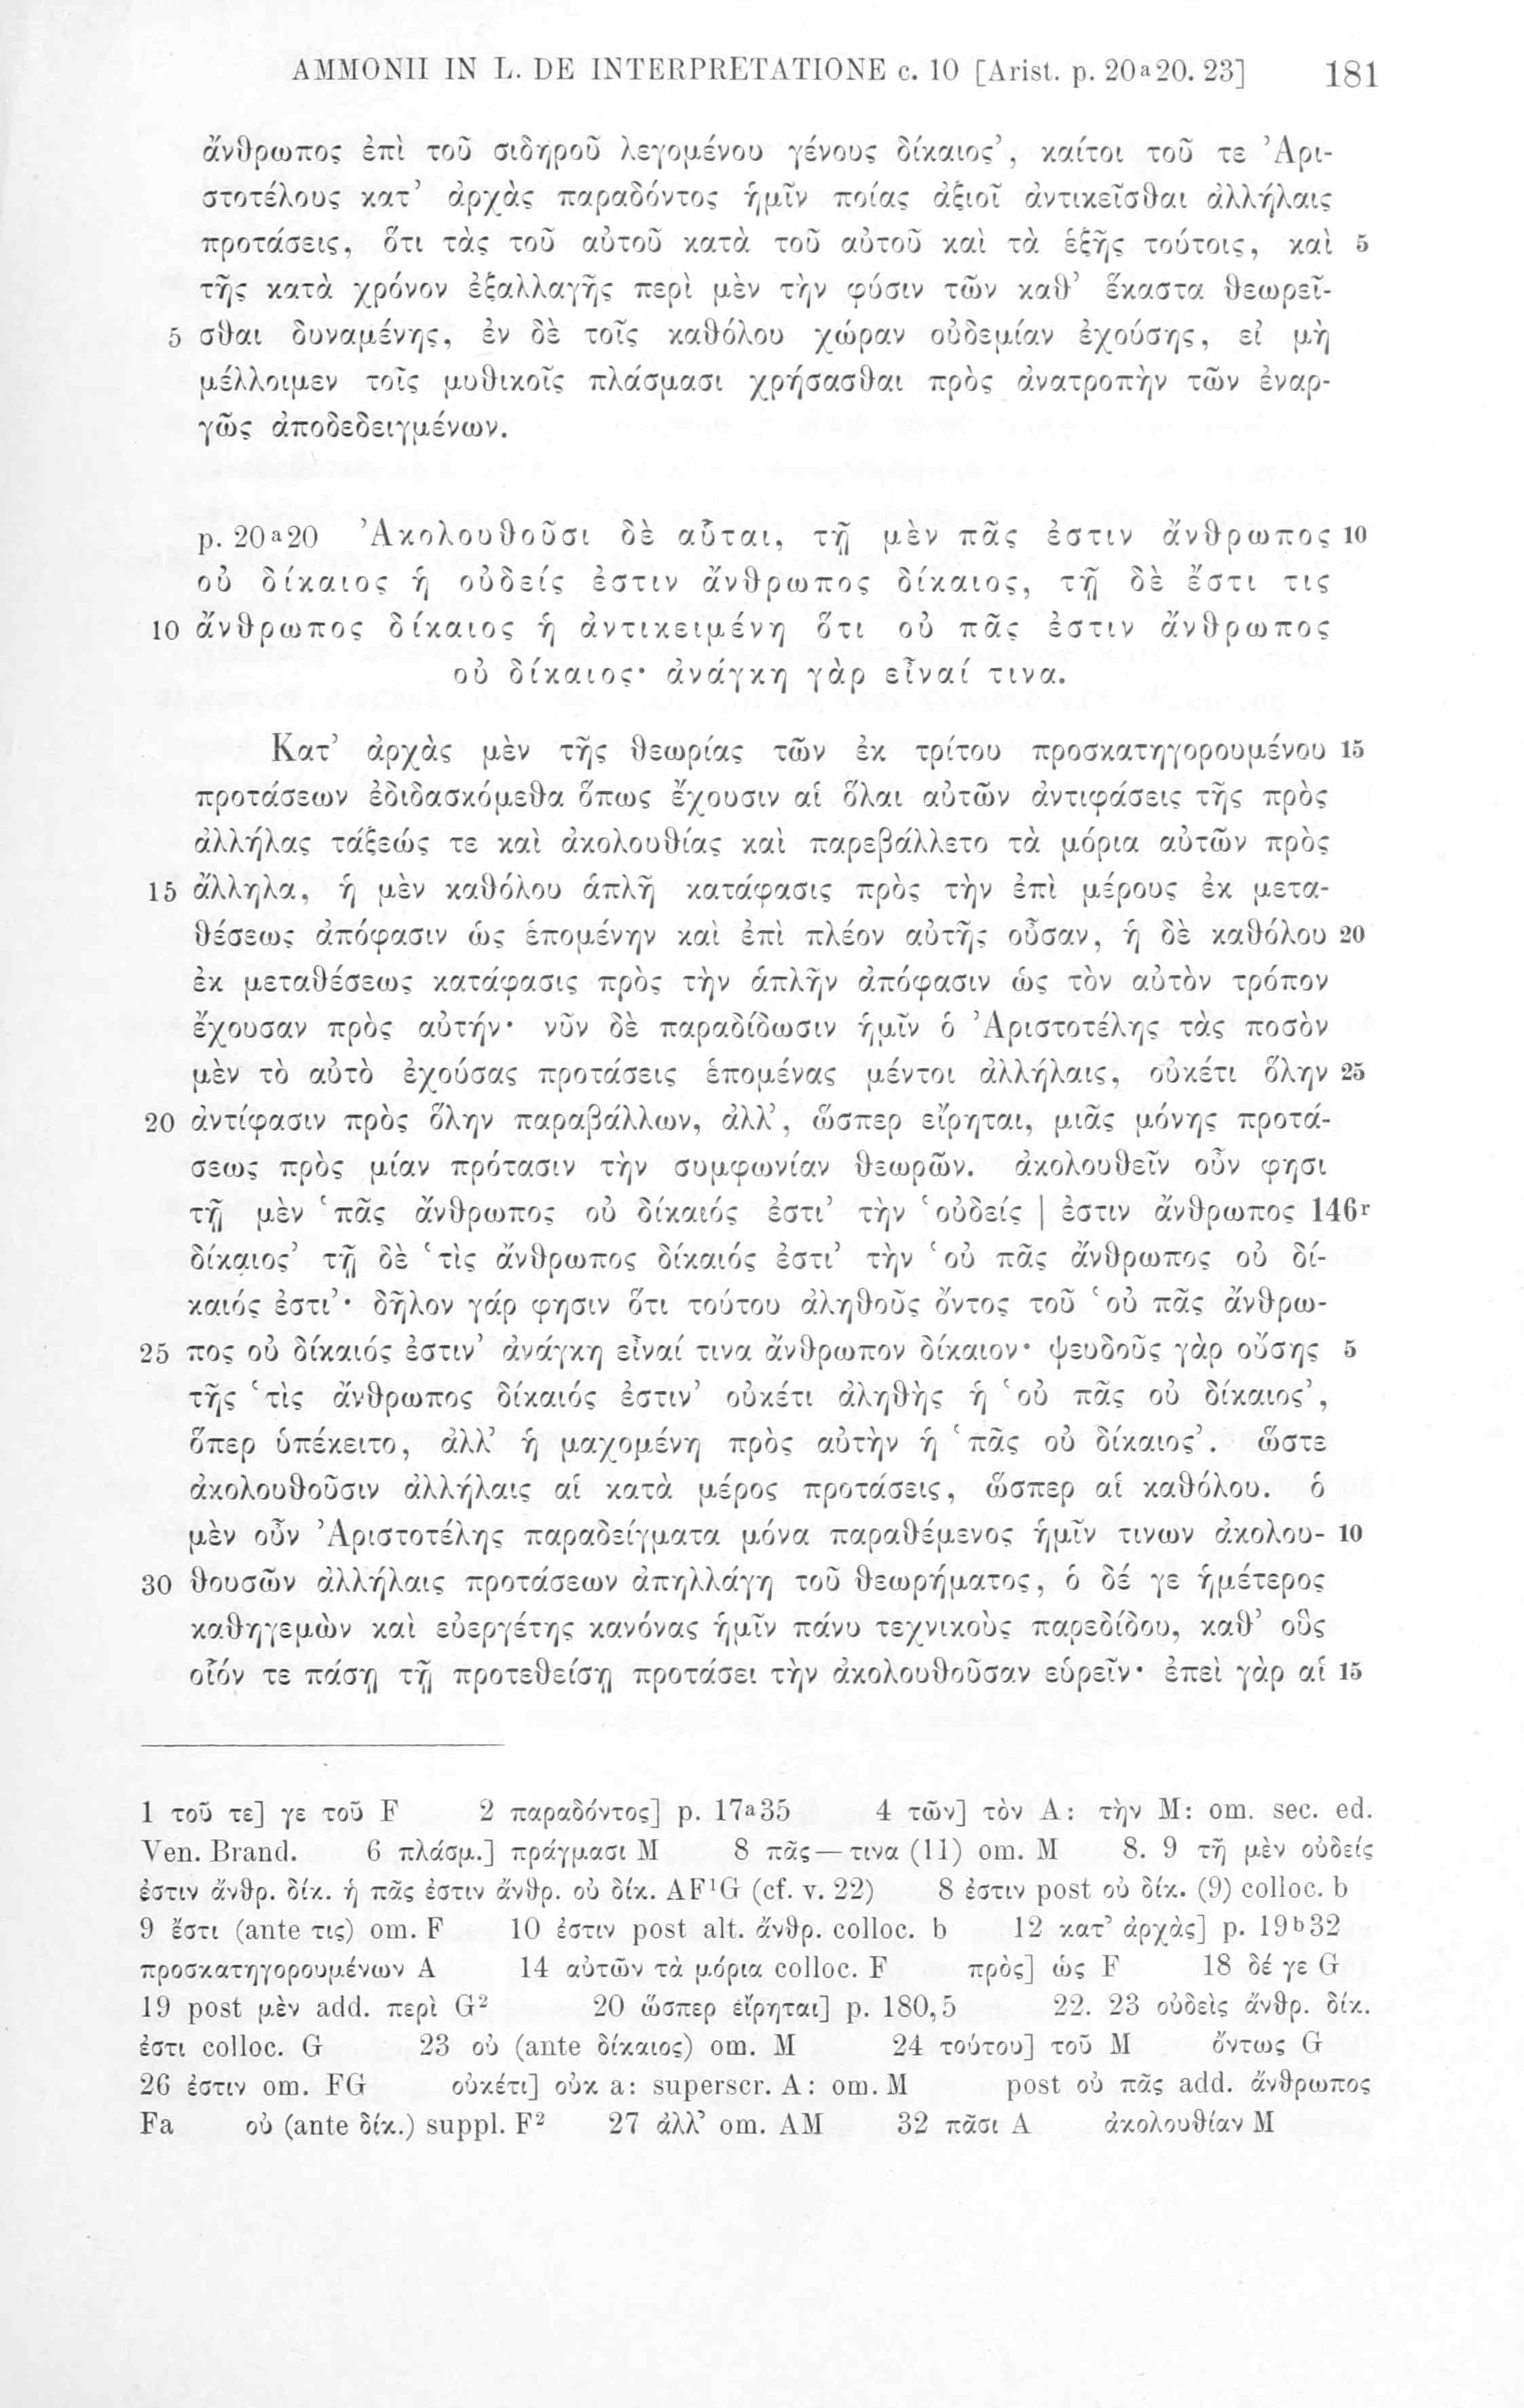 AMMONII IN L. DE INTERPRETATIONE c. 10 [Arist. p. 20a20. 23] 181
ἄνθρωπος ἐπὶ τοῦ σιδηροῦ λεγομένου γένους δίκαιος’, καίτοι τοῦ τε Ἀρι-
στοτέλους κατ’ ἀρχὰς παραδόντος ἡμῖν ποίας ἀξιοῖ ἀντικεῖσθαι ἀλλήλαις
προτάσεις, ὅτι τὰς τοῦ αὐτοῦ κατὰ τοῦ αὐτοῦ καὶ τὰ ἑξῆς τούτοις, καὶ 5
τῆς κατὰ χρόνον ἐξαλλαγῆς περὶ μὲν τὴν φύσιν τῶν καθ’ ἕκαστα θεωρεῖ-
5 σθαι δυναμένης, ἐν δὲ τοῖς καθόλου χώραν οὐδεμίαν ἐχούσης, εἰ μὴ
μέλλοιμεν τοῖς μυθικοῖς πλάσμασι χρήσασθαι πρὸς ἀνατροπὴν τῶν ἐναρ-
γῶς ἀποδεδειγμένων.
p. 20a20 Ἀκολουθοῦσι δὲ αὗται, τῇ μὲν πᾶς ἐστιν ἄνθρωπος 10
οὐ δίκαιος ἡ οὐδείς ἐστιν ἄνθρωπος δίκαιος, τῇ δὲ ἔστι τις
10 ἄνθρωπος δίκαιος ἡ ἀντικειμένη ὅτι οὐ πᾶς ἐστιν ἄνθρωπος
οὐ δίκαιος· ἀνάγκη γὰρ εἶναί τινα.
Κατ’ ἀρχὰς μὲν τῆς θεωρίας τῶν ἐκ τρίτου προσκατηγορουμένου 15
προτάσεων ἐδιδασκόμεθα ὅπως ἔχουσιν αἱ ὅλαι αὐτῶν ἀντιφάσεις τῆς πρὸς
ἀλλήλας τάξεώς τε καὶ ἀκολουθίας καὶ παρεβάλλετο τὰ μόρια αὐτῶν πρὸς
15 ἄλληλα, ἡ μὲν καθόλου ἁπλῆ κατάφασις πρὸς τὴν ἐπὶ μέρους ἐκ μετα-
θέσεως ἀπόφασιν ὡς ἑπομένην καὶ ἐπὶ πλέον αὐτῆς οὖσαν, ἡ δὲ καθόλου 20
ἐκ μεταθέσεως κατάφασις πρὸς τὴν ἁπλῆν ἀπόφασιν ὡς τὸν αὐτὸν τρόπον
ἔχουσαν πρὸς αὐτήν· νῦν δὲ παραδίδωσιν ἡμῖν ὁ Ἀριστοτέλης τὰς ποσὸν
μὲν τὸ αὐτὸ ἐχούσας προτάσεις ἑπομένας μέντοι ἀλλήλαις, οὐκέτι ὅλην 25
20 ἀντίφασιν πρὸς ὅλην παραβάλλων, ἀλλ’, ὥσπερ εἴρηται, μιᾶς μόνης προτά-
σεως πρὸς μίαν πρότασιν τὴν συμφωνίαν θεωρῶν. ἀκολουθεῖν οὖν φησι
τῇ μὲν ‘πᾶς ἄνθρωπος οὐ δίκαιός ἐστι’ τὴν ‘οὐδείς | ἐστιν ἄνθρωπος 146r
δίκαιος’ τῇ δὲ ‘τὶς ἄνθρωπος δίκαιός ἐστι’ τὴν ‘οὐ πᾶς ἄνθρωπος οὐ δί-
καιός ἐστι’· δῆλον γάρ φησιν ὅτι τούτου ἀληθοῦς ὄντος τοῦ ‘οὐ πᾶς ἄνθρω-
25 πος οὐ δίκαιός ἐστιν’ ἀνάγκη εἶναί τινα ἄνθρωπον δίκαιον· ψευδοῦς γὰρ οὔσης 5
τῆς ‘τὶς ἄνθρωπος δίκαιός ἐστιν’ οὐκέτι ἀληθὴς ἡ ‘οὐ πᾶς οὐ δίκαιος’,
ὅπερ ὑπέκειτο, ἀλλ’ ἡ μαχομένη πρὸς αὐτὴν ἡ ‘πᾶς οὐ δίκαιος’. ὥστε
ἀκολουθοῦσιν ἀλλήλαις αἱ κατὰ μέρος προτάσεις, ὥσπερ αἱ καθόλου. ὁ
μὲν οὖν Ἀριστοτέλης παραδείγματα μόνα παραθέμενος ἡμῖν τινων ἀκολου- 10
30 θουσῶν ἀλλήλαις προτάσεων ἀπηλλάγη τοῦ θεωρήματος, ὁ δέ γε ἡμέτερος
καθηγεμὼν καὶ εὐεργέτης κανόνας ἡμῖν πάνυ τεχνικοὺς παρεδίδου, καθ’ οὓς
οἷόν τε πάσῃ τῇ προτεθείσῃ προτάσει τὴν ἀκολουθοῦσαν εὑρεῖν· ἐπεὶ γὰρ αἱ 15
1 τοῦ τε] γε τοῦ F 2 παραδόντος] p. 17a35 4 τῶν] τὸν A: τὴν M: om. sec. ed.
Ven. Brand. 6 πλάσμ.] πράγμασι M 8 πᾶς—τινα (11) om. M 8. 9 τῇ μὲν οὐδείς
ἐστιν ἄνθρ. δίκ. ἡ πᾶς ἐστιν ἄνθρ. οὐ δίκ. AF¹G (cf. v. 22) 8 ἐστιν post οὐ δίκ. (9) colloc. b
9 ἔστι (ante τις) om. F 10 ἐστιν post alt. ἄνθρ. colloc. b 12 κατ’ ἀρχὰς] p. 19b32
προσκατηγορουμένων A 14 αὐτῶν τὰ μόρια colloc. F πρὸς] ὡς F 18 δέ γε G
19 post μὲν add. περὶ G² 20 ὥσπερ εἴρηται] p. 180,5 22. 23 οὐδεὶς ἄνθρ. δίκ.
ἐστι colloc. G 23 οὐ (ante δίκαιος) om. M 24 τούτου] τοῦ M ὄντως G
26 ἐστιν om. FG οὐκέτι] οὐκ a: superscr. A: om. M post οὐ πᾶς add. ἄνθρωπος
Fa οὐ (ante δίκ.) suppl. F² 27 ἀλλ’ om. AM 32 πᾶσι A ἀκολουθίαν M